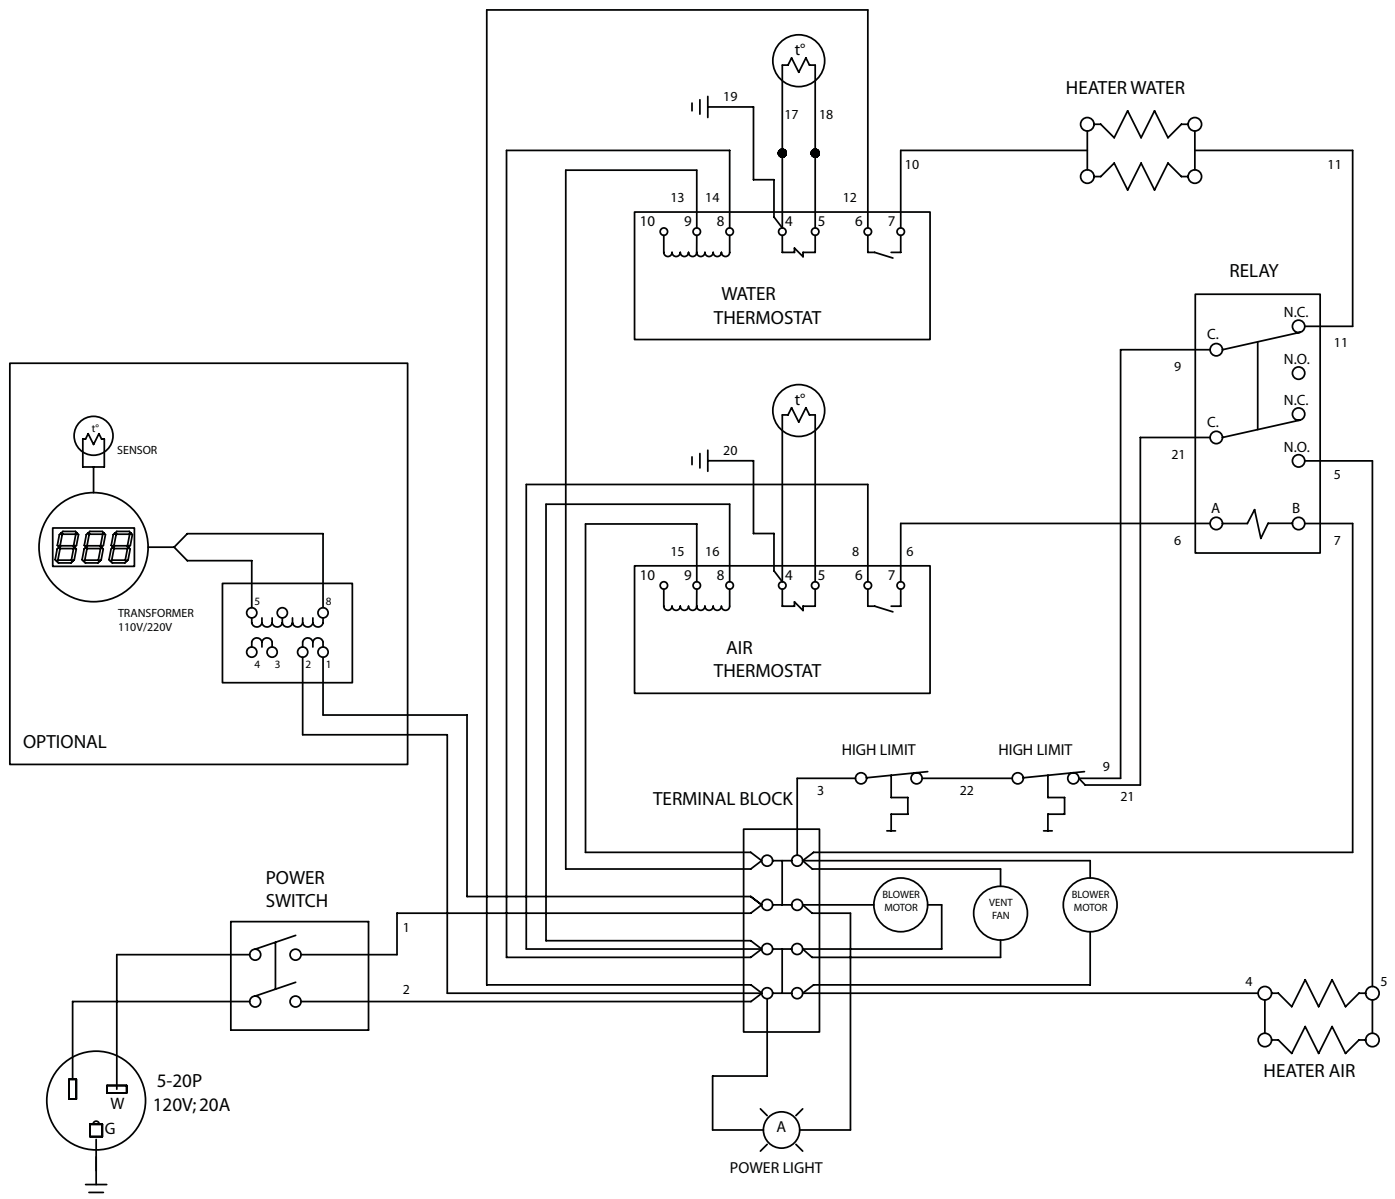 t°
19
17
18
HEATER WATER
10
11
13
14
12
10
9
8
4
5
6
7
WATER
THERMOSTAT
RELAY
N.C.
C.
11
9
N.O.
N.C.
C.
21
N.O.
5
A
B
6
7
t°
20
15
16
8
6
10
9
8
4
5
6
7
AIR
THERMOSTAT
t°
SENSOR
888
TRANSFORMER
110V/220V
5
8
4
3
2
1
OPTIONAL
HIGH LIMIT
HIGH LIMIT
9
3
22
21
TERMINAL BLOCK
BLOWER
MOTOR
VENT
FAN
BLOWER
MOTOR
POWER
SWITCH
1
2
4
5
HEATER AIR
5-20P
120V; 20A
W
G
A
POWER LIGHT